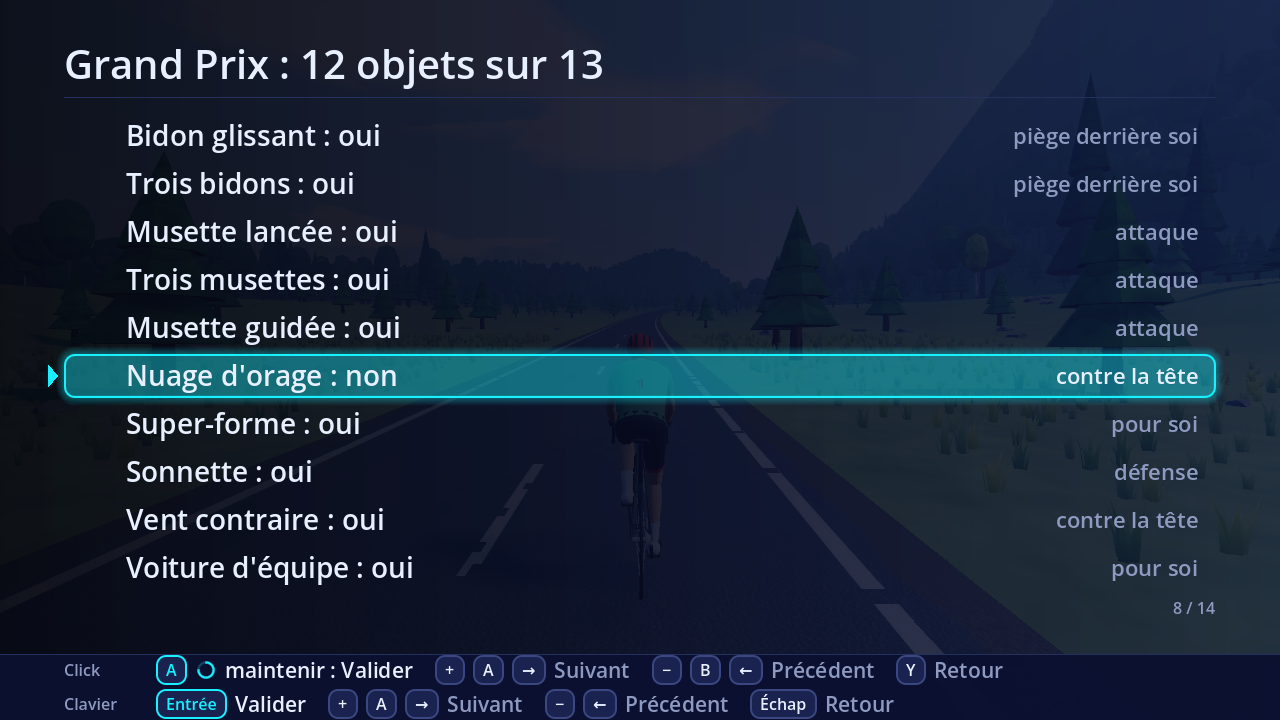 Grand Prix : 12 objets sur 13
Bidon glissant : oui piège derrière soi
Trois bidons : oui piège derrière soi
Musette lancée : oui attaque
Trois musettes : oui attaque
Musette guidée : oui attaque
Nuage d'orage : non contre la tête
Super-forme : oui pour soi
Sonnette : oui défense
Vent contraire : oui contre la tête
Voiture d'équipe : oui pour soi
8 / 14
Click A maintenir : Valider + A → Suivant − B ← Précédent Y Retour
Clavier Entrée Valider + A → Suivant − ← Précédent Échap Retour